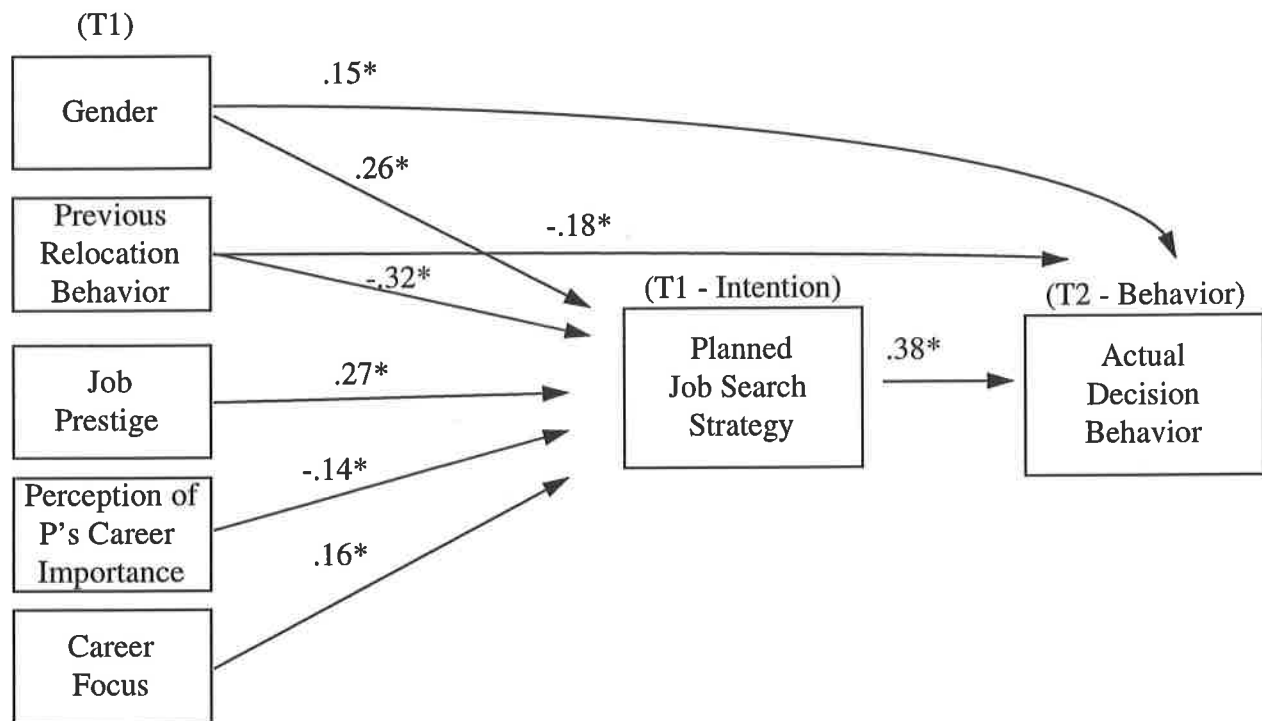 (T1)
Gender
.15*
.26*
Previous
Relocation
Behavior
-.18*
-.32*
(T1 - Intention)
(T2 - Behavior)
Job
Prestige
.27*
Planned
Job Search
Strategy
.38*
Actual
Decision
Behavior
Perception of
P's Career
Importance
-.14*
Career
Focus
.16*